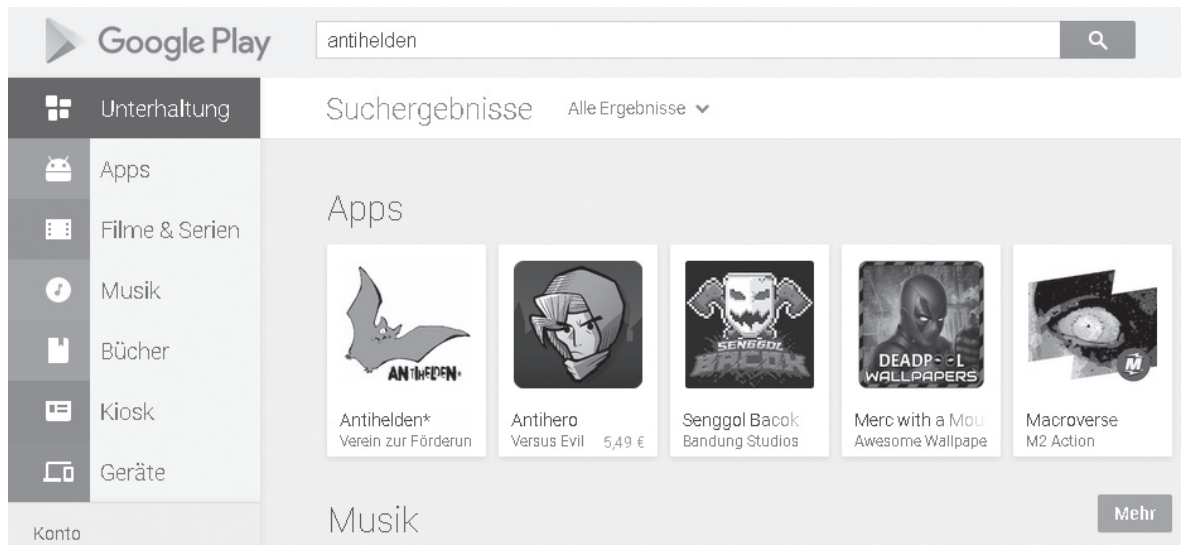 Google Play
antihelden
Unterhaltung
Suchergebnisse Alle Ergebnisse
Apps
Filme & Serien
Musik
Bücher
Kiosk
Geräte
Konto
Apps
ANTIHELDEN*
SENGGOL
BACOK
DEADP L
WALLPAPERS
M
Antihelden*
Verein zur Förderun
Antihero
Versus Evil 5,49 €
Senggol Bacok
Bandung Studios
Merc with a Mou
Awesome Wallpape
Macroverse
M2 Action
Musik
Mehr